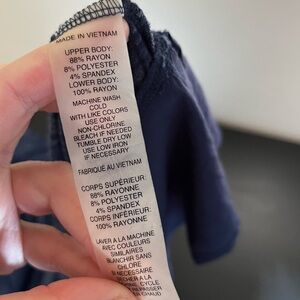 MADE IN VIETNAM
UPPER BODY:
88% RAYON
8% POLYESTER
4% SPANDEX
LOWER BODY:
100% RAYON
MACHINE WASH
COLD
WITH LIKE COLORS
USE ONLY
NON-CHLORINE
BLEACH IF NEEDED
TUMBLE DRY LOW
USE LOW IRON
IF NECESSARY
FABRIQUÉ AU VIETNAM
CORPS SUPÉRIEUR:
88% RAYONNE
8% POLYESTER
4% SPANDEX
CORPS INFÉRIEUR:
100% RAYONNE
LAVER À LA MACHINE
AVEC COULEURS
SIMILAIRES
BLANCHIR SANS
CHLORE
SI NÉCESSAIRE
CYCLE